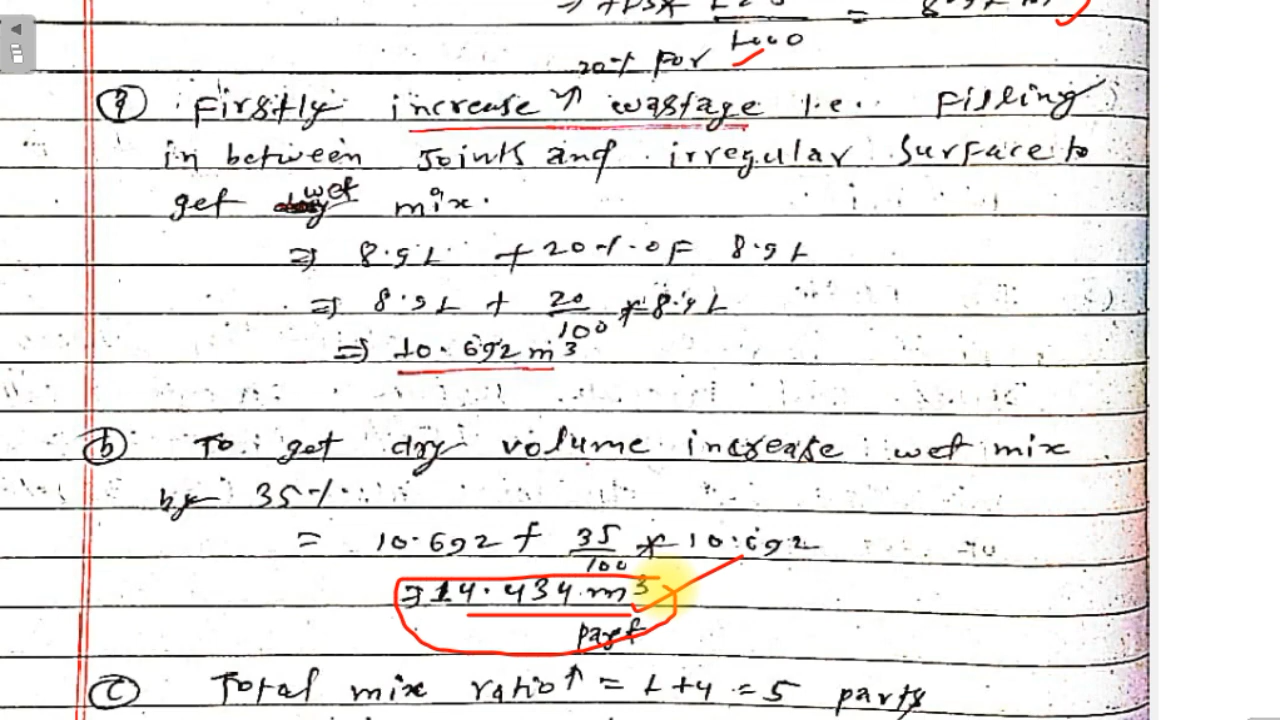 20% for 1000
(a) Firstly increase ↑ wastage i.e. filling
in between Joints and irregular Surface to
get wet mix.
⇒ 8.91 + 20% OF 8.91
⇒ 8.91 + 20/100 * 8.91
⇒ 10.692 m³
(b) To get dry volume increase wet mix
by 35%.
= 10.692 + 35/100 * 10.692
⇒ 14.434 m³
part
(c) Total mix ratio ↑ = 1+4 = 5 parts